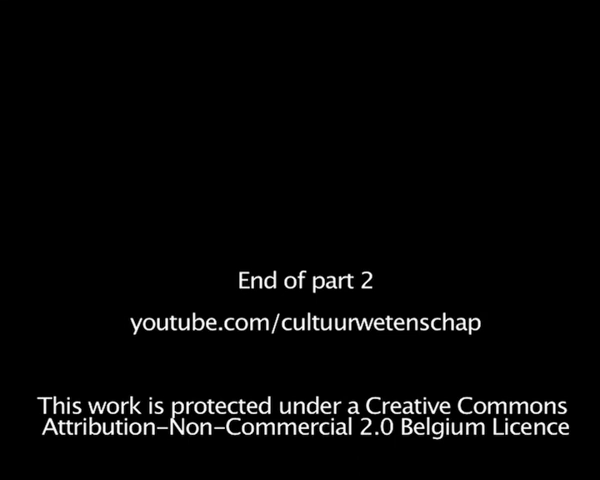 End of part 2
youtube.com/cultuurwetenschap
This work is protected under a Creative Commons
Attribution-Non-Commercial 2.0 Belgium Licence